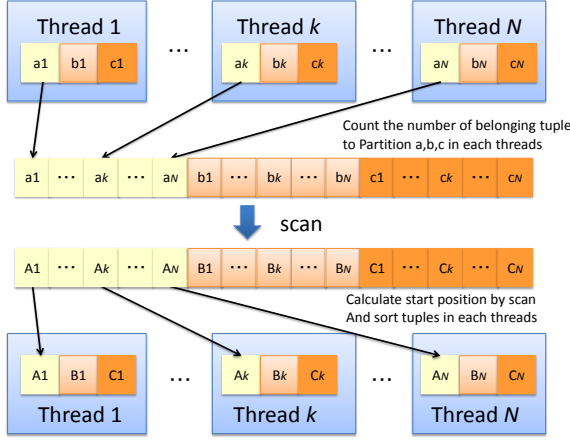 Thread 1 ... Thread k ... Thread N
a1 b1 c1 ak bk ck aN bN cN
Count the number of belonging tuple
to Partition a,b,c in each threads
a1 ... ak ... aN b1 ... bk ... bN c1 ... ck ... cN
scan
A1 ... Ak ... AN B1 ... Bk ... BN C1 ... Ck ... CN
Calculate start position by scan
And sort tuples in each threads
A1 B1 C1 ... Ak Bk Ck ... AN BN CN
Thread 1 Thread k Thread N